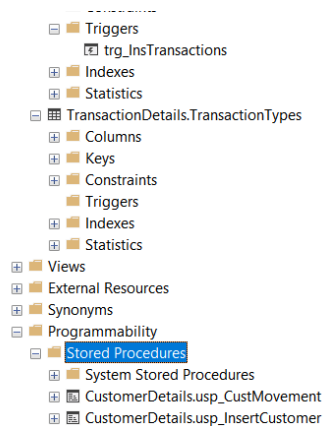 Triggers
trg_InsTransactions
Indexes
Statistics
TransactionDetails.TransactionTypes
Columns
Keys
Constraints
Triggers
Indexes
Statistics
Views
External Resources
Synonyms
Programmability
Stored Procedures
System Stored Procedures
CustomerDetails.usp_CustMovement
CustomerDetails.usp_InsertCustomer